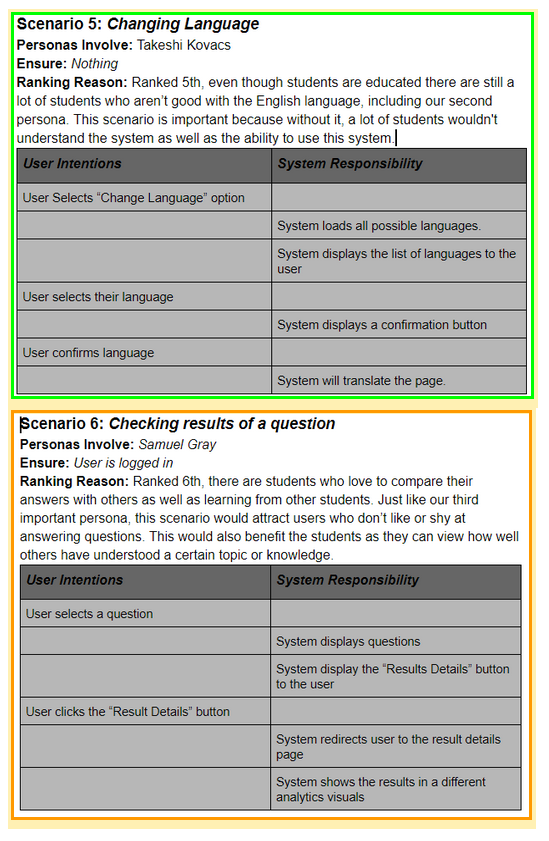 Scenario 5: Changing Language
Personas Involve: Takeshi Kovacs
Ensure: Nothing
Ranking Reason: Ranked 5th, even though students are educated there are still a
lot of students who aren't good with the English language, including our second
persona. This scenario is important because without it, a lot of students wouldn't
understand the system as well as the ability to use this system.
User Intentions System Responsibility
User Selects “Change Language” option
System loads all possible languages.
System displays the list of languages to the
user
User selects their language
System displays a confirmation button
User confirms language
System will translate the page.
Scenario 6: Checking results of a question
Personas Involve: Samuel Gray
Ensure: User is logged in
Ranking Reason: Ranked 6th, there are students who love to compare their
answers with others as well as learning from other students. Just like our third
important persona, this scenario would attract users who don't like or shy at
answering questions. This would also benefit the students as they can view how well
others have understood a certain topic or knowledge.
User Intentions System Responsibility
User selects a question
System displays questions
System display the “Results Details” button
to the user
User clicks the “Result Details” button
System redirects user to the result details
page
System shows the results in a different
analytics visuals